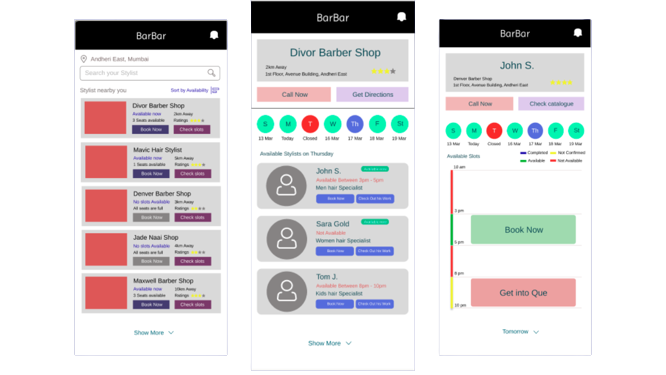 BarBar
Andheri East, Mumbai
Search your Stylist
Stylist nearby you
Sort by Availability
Divor Barber Shop
Available now
2km Away
3 Seats available
Ratings
Book Now
Check slots
Mavic Hair Stylist
Available now
5km Away
1 Seats available
Ratings
Book Now
Check slots
Denver Barber Shop
No slots Available
3km Away
All seats are full
Ratings
Book Now
Check slots
Jade Naai Shop
No slots Available
4km Away
All seats are full
Ratings
Book Now
Check slots
Maxwell Barber Shop
Available now
10km Away
3 Seats available
Ratings
Book Now
Check slots
Show More
BarBar
Divor Barber Shop
2km Away
1st Floor, Avenue Building, Andheri East
Call Now
Get Directions
S M T W Th F St
15 Mar Today Closed 16 Mar 17 Mar 18 Mar 19 Mar
Available Stylists on Thursday
John S.
Available Between 3pm - 5pm
Men hair Specialist
Book Now
Check Out his Work
Sara Gold
Not Available
Women hair Specialist
Book Now
Check Out his Work
Tom J.
Available Between 8pm - 10pm
Kids hair Specialist
Book Now
Check Out his Work
Show More
BarBar
John S.
Denver Barber Shop
1st Floor, Avenue Building, Andheri East
Call Now
Check catalogue
S M T W Th F St
15 Mar Today Closed 16 Mar 17 Mar 18 Mar 19 Mar
Available Slots
Completed
Not Confirmed
Available
Not Available
10 am
3 pm
Book Now
5 pm
8 pm
Get into Que
10 pm
Tomorrow